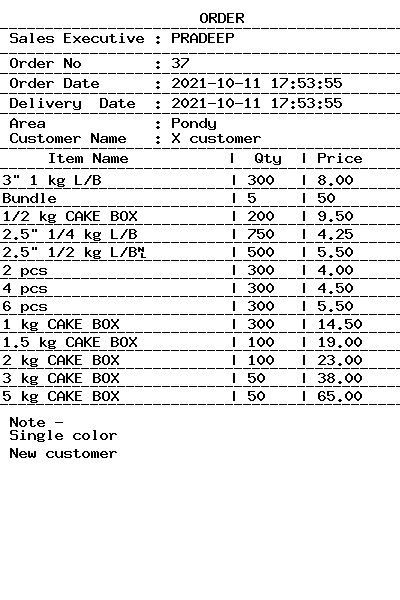 ORDER
Sales Executive : PRADEEP
Order No : 37
Order Date : 2021-10-11 17:53:55
Delivery Date : 2021-10-11 17:53:55
Area : Pondy
Customer Name : X customer
Item Name | Qty | Price
3" 1 kg L/B | 300 | 8.00
Bundle | 5 | 50
1/2 kg CAKE BOX | 200 | 9.50
2.5" 1/4 kg L/B | 750 | 4.25
2.5" 1/2 kg L/B | 500 | 5.50
2 pcs | 300 | 4.00
4 pcs | 300 | 4.50
6 pcs | 300 | 5.50
1 kg CAKE BOX | 300 | 14.50
1.5 kg CAKE BOX | 100 | 19.00
2 kg CAKE BOX | 100 | 23.00
3 kg CAKE BOX | 50 | 38.00
5 kg CAKE BOX | 50 | 65.00
Note -
Single color
New customer